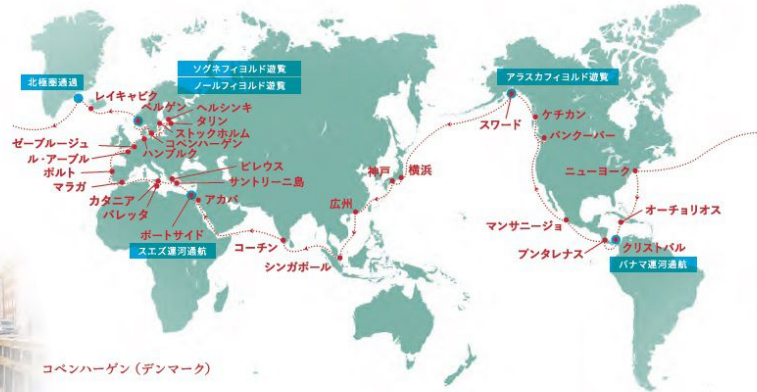 ソグネフィヨルド遊覧
ノールフィヨルド遊覧
北極圏通過
アラスカフィヨルド遊覧
レイキャビク
ベルゲン
ヘルシンキ
タリン
ストックホルム
コペンハーゲン
ハンブルク
ゼーブルージュ
ル・アーブル
ポルト
マラガ
カタニア
バレッタ
ピレウス
サントリーニ島
アカバ
ポートサイド
スエズ運河通航
コーチン
シンガポール
広州
神戸
横浜
スワード
ケチカン
バンクーバー
ニューヨーク
マンサニージョ
オーチョリオス
プンタレナス
クリストバル
パナマ運河通航
コペンハーゲン（デンマーク）